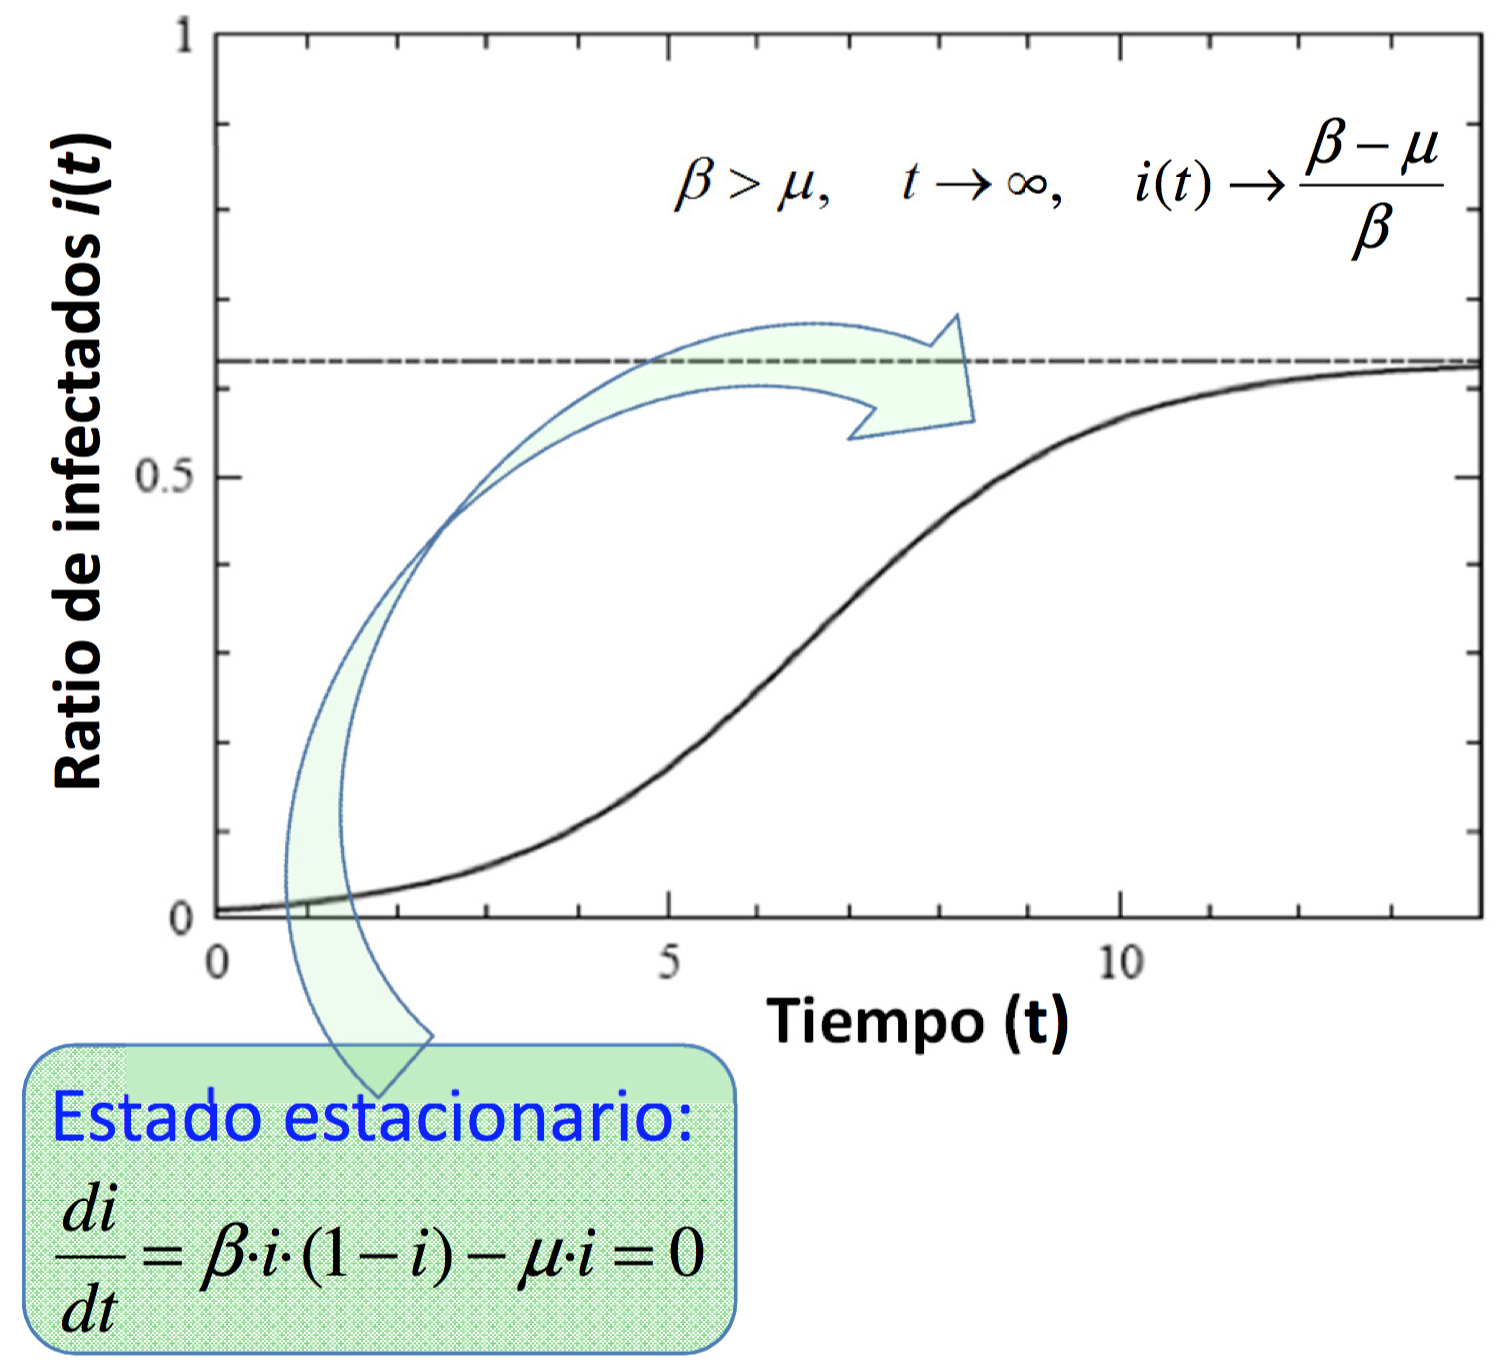 1
β > μ, t → ∞, i(t) → (β − μ)/β
Ratio de infectados i(t)
0.5
0
0 5 10
Tiempo (t)
Estado estacionario:
di/dt = β·i·(1−i)−μ·i = 0